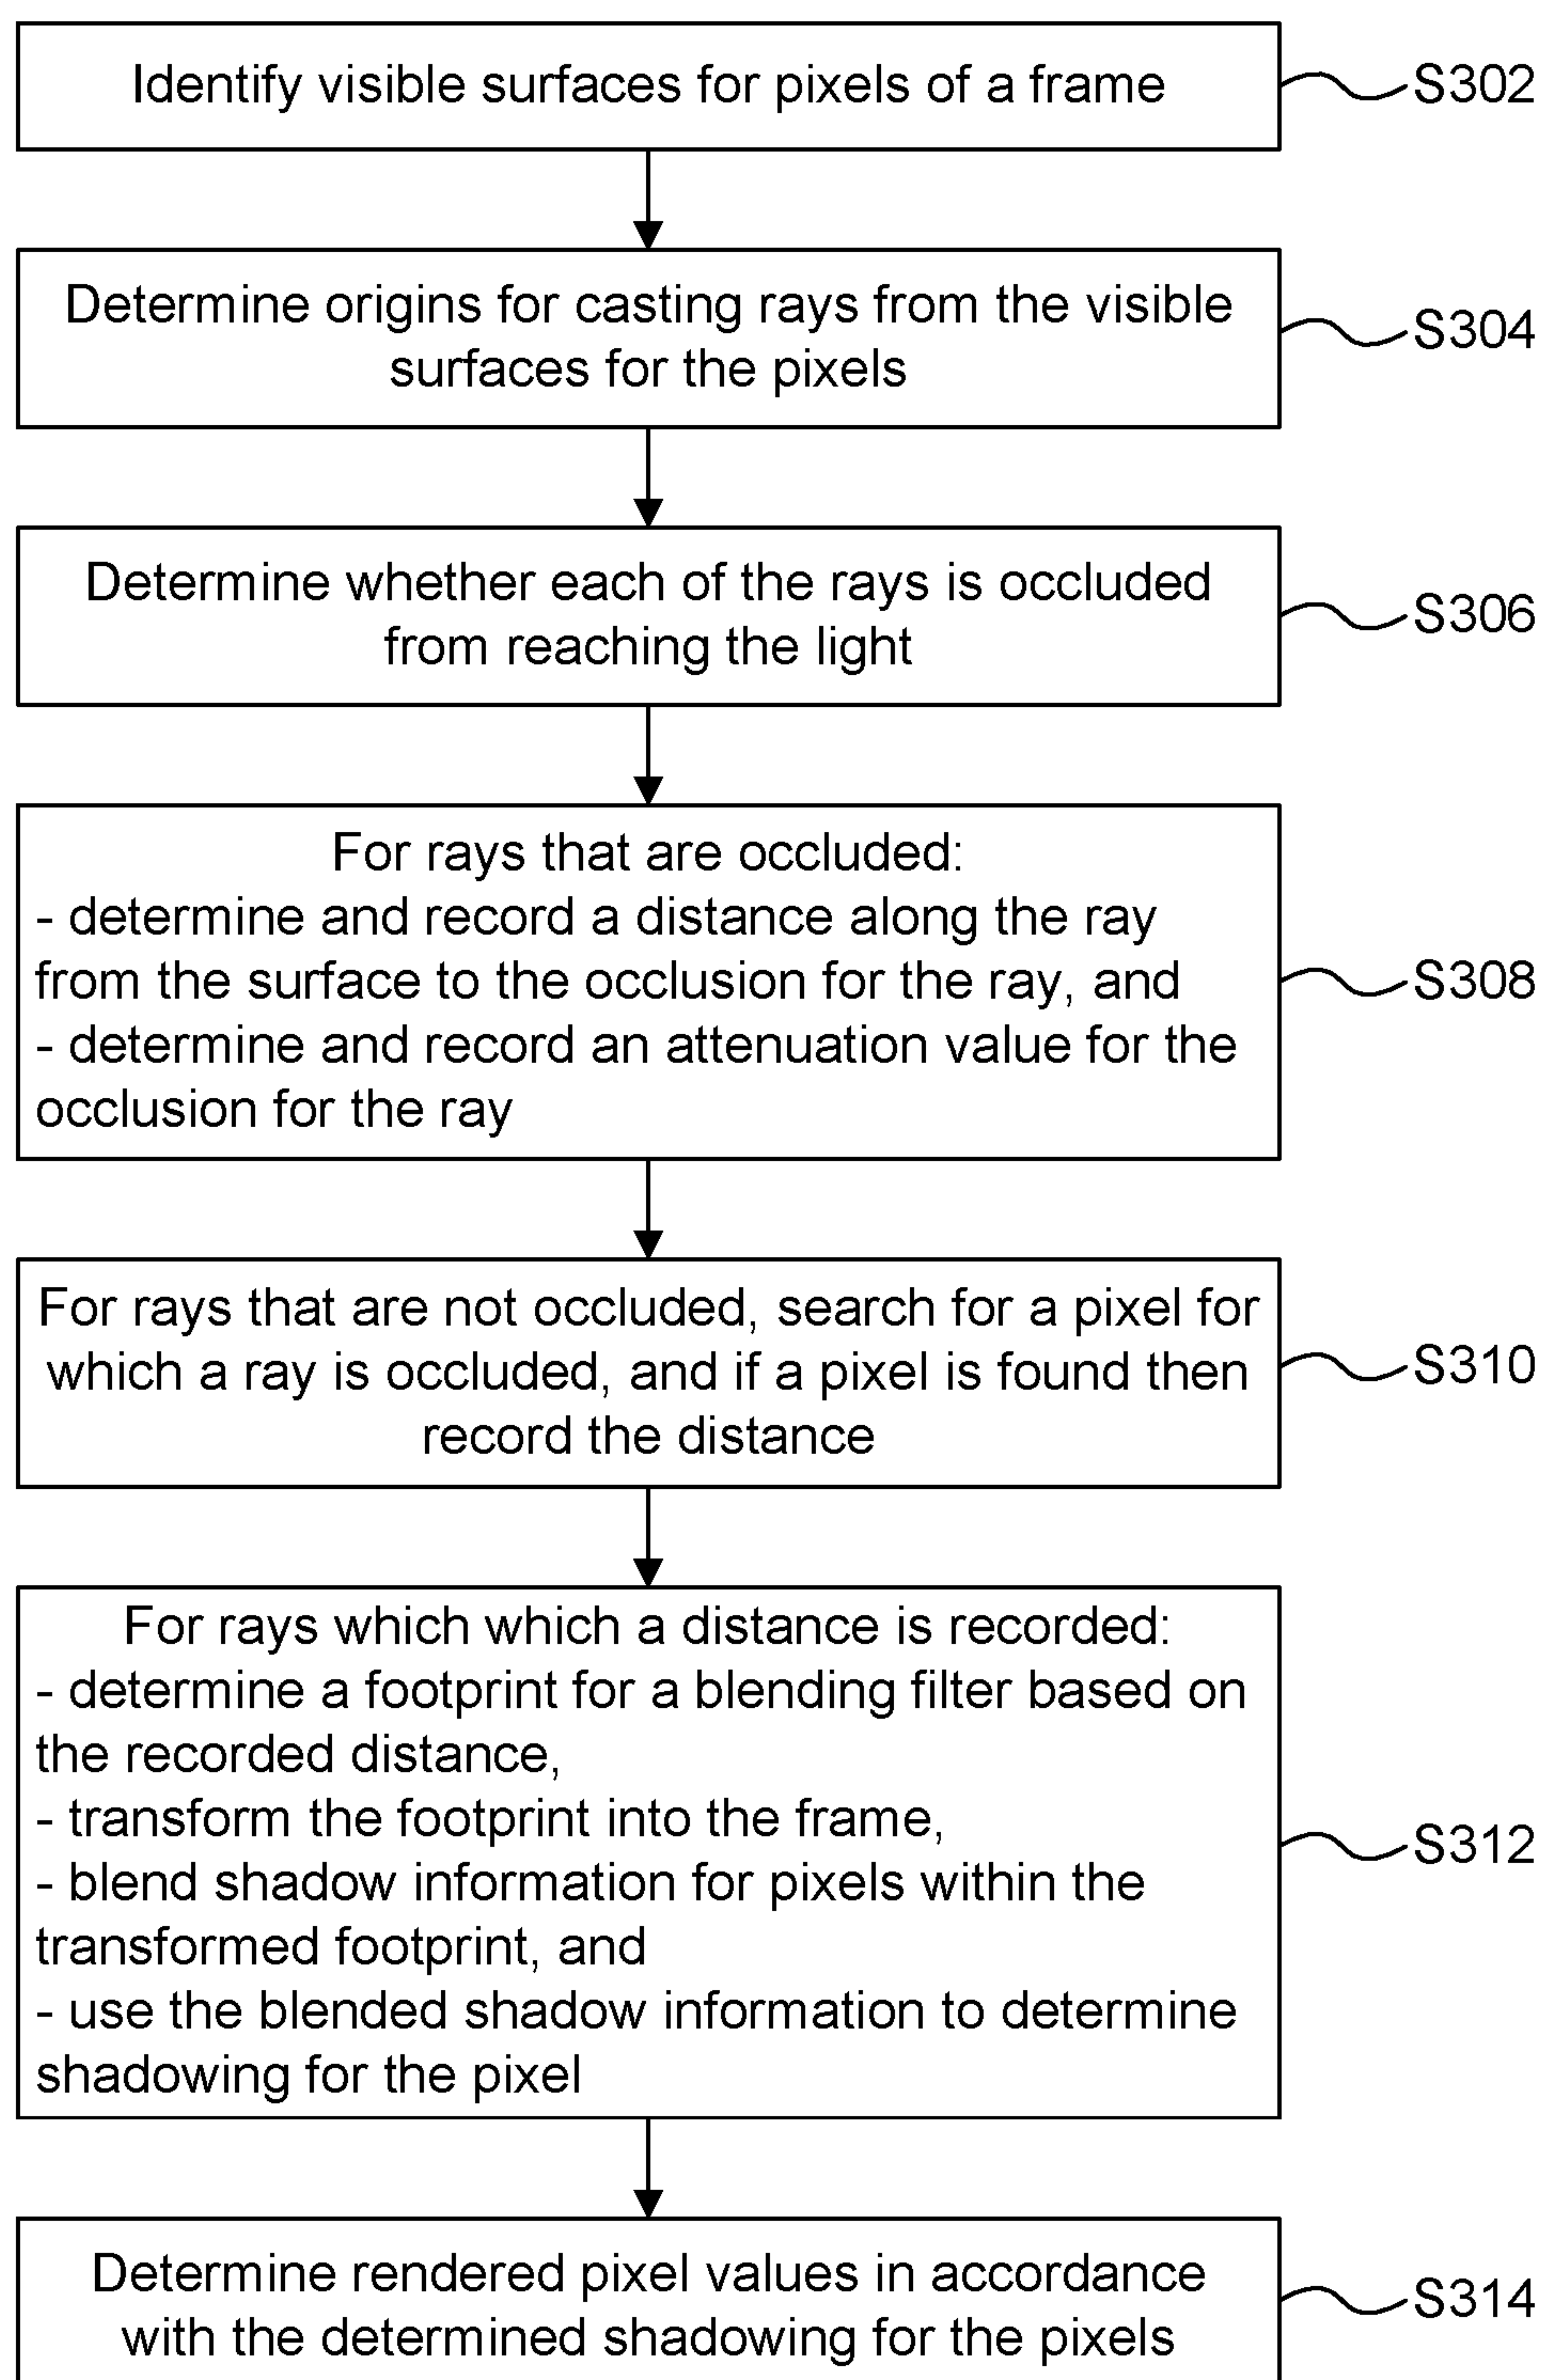 Identify visible surfaces for pixels of a frame
S302
Determine origins for casting rays from the visible
surfaces for the pixels
S304
Determine whether each of the rays is occluded
from reaching the light
S306
For rays that are occluded:
- determine and record a distance along the ray
from the surface to the occlusion for the ray, and
- determine and record an attenuation value for the
occlusion for the ray
S308
For rays that are not occluded, search for a pixel for
which a ray is occluded, and if a pixel is found then
record the distance
S310
For rays which which a distance is recorded:
- determine a footprint for a blending filter based on
the recorded distance,
- transform the footprint into the frame,
- blend shadow information for pixels within the
transformed footprint, and
- use the blended shadow information to determine
shadowing for the pixel
S312
Determine rendered pixel values in accordance
with the determined shadowing for the pixels
S314